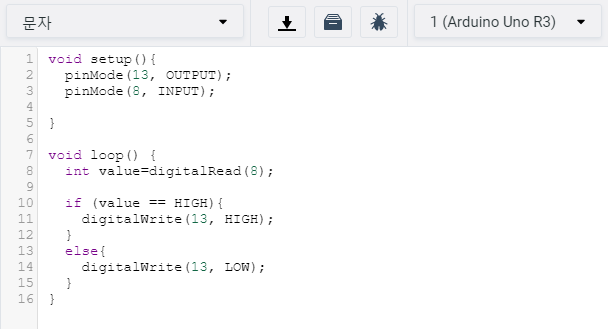 문자
1 (Arduino Uno R3)
1 void setup(){
2   pinMode(13, OUTPUT);
3   pinMode(8, INPUT);
4
5 }
6
7 void loop() {
8   int value=digitalRead(8);
9
10   if (value == HIGH){
11     digitalWrite(13, HIGH);
12   }
13   else{
14     digitalWrite(13, LOW);
15   }
16 }